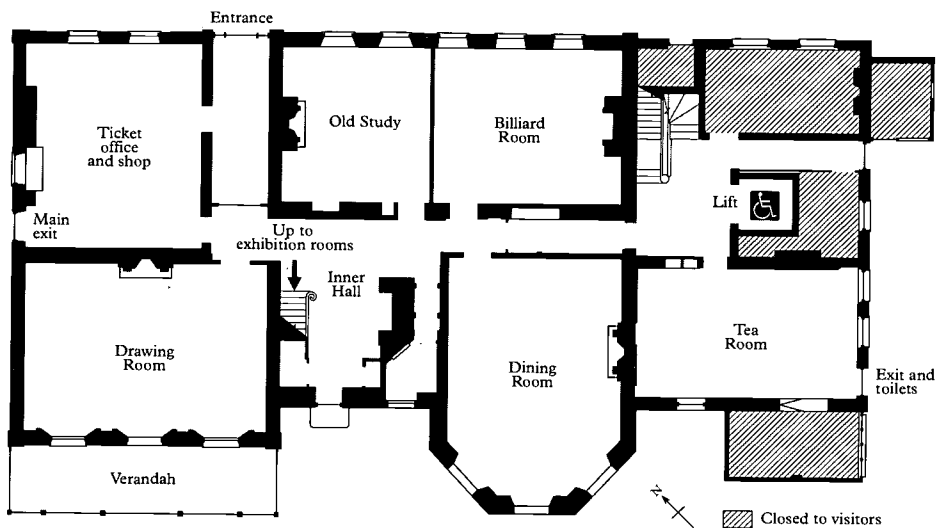 Entrance
Ticket
office
and shop
Old Study
Billiard
Room
Main
exit
Up to
exhibition rooms
Lift
Inner
Hall
Drawing
Room
Dining
Room
Tea
Room
Exit and
toilets
Verandah
N
Closed to visitors